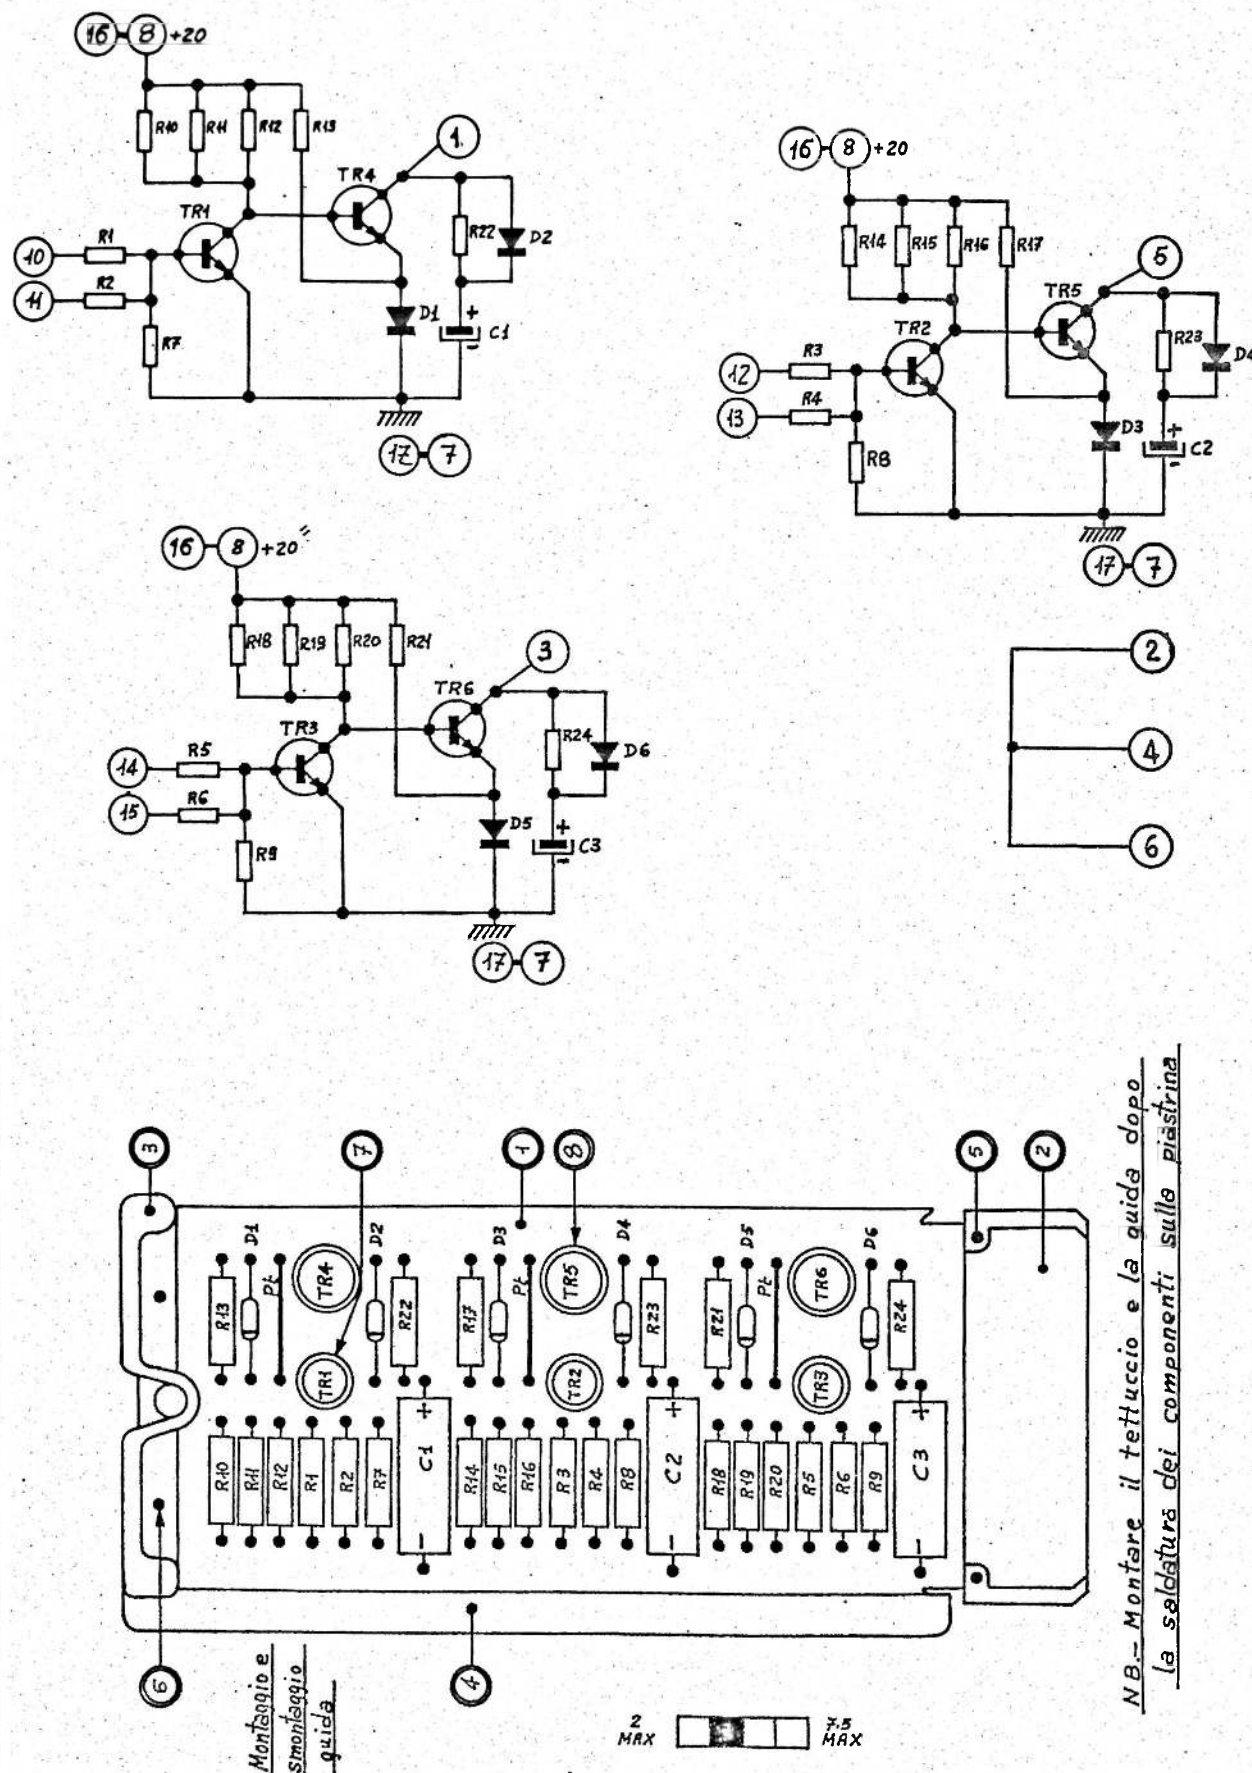 16 - 8 +20
R10 R11 R12 R13
1
TR4
TR1
R22 D2
10 R1
11 R2
D1
+ C1
-
R7
17 - 7
16 - 8 +20
R14 R15 R16 R17
5
TR5
TR2
R23 D4
12 R3
13 R4
D3
+ C2
-
R8
17 - 7
16 - 8 +20"
R18 R19 R20 R21
3
TR6
TR3
R24 D6
14 R5
15 R6
D5
+ C3
-
R9
17 - 7
2
4
6
3 7 1 8 5 2
D1 D2 D3 D4 D5 D6
R13 Pt TR4 R22 R17 Pt TR5 R23 R21 Pt TR6 R24
TR1 TR2 TR3
R10 R11 R12 R1 R2 R7 + C1 -
R14 R15 R16 R3 R4 R8 + C2 -
R18 R19 R20 R5 R6 R9 + C3 -
6 4
Montaggio e
smontaggio
guida
2
MAX
7.5
MAX
NB.- Montare il tettuccio e la guida dopo
la saldatura dei componenti sulla piastrina